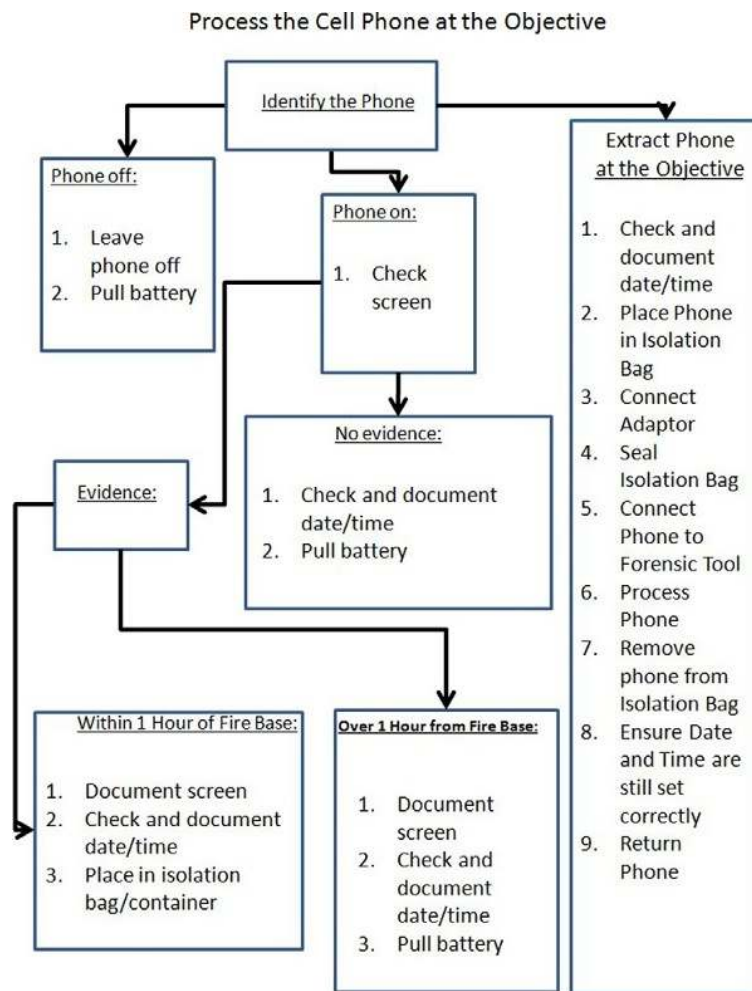 Process the Cell Phone at the Objective
Identify the Phone
Phone off:
1. Leave
phone off
2. Pull battery
Phone on:
1. Check
screen
Extract Phone
at the Objective
1. Check and
document
date/time
2. Place Phone
in Isolation
Bag
3. Connect
Adaptor
4. Seal
Isolation Bag
5. Connect
Phone to
Forensic Tool
6. Process
Phone
7. Remove
phone from
Isolation Bag
8. Ensure Date
and Time are
still set
correctly
9. Return
Phone
No evidence:
1. Check and document
date/time
2. Pull battery
Evidence:
Within 1 Hour of Fire Base:
1. Document screen
2. Check and document
date/time
3. Place in isolation
bag/container
Over 1 Hour from Fire Base:
1. Document
screen
2. Check and
document
date/time
3. Pull battery